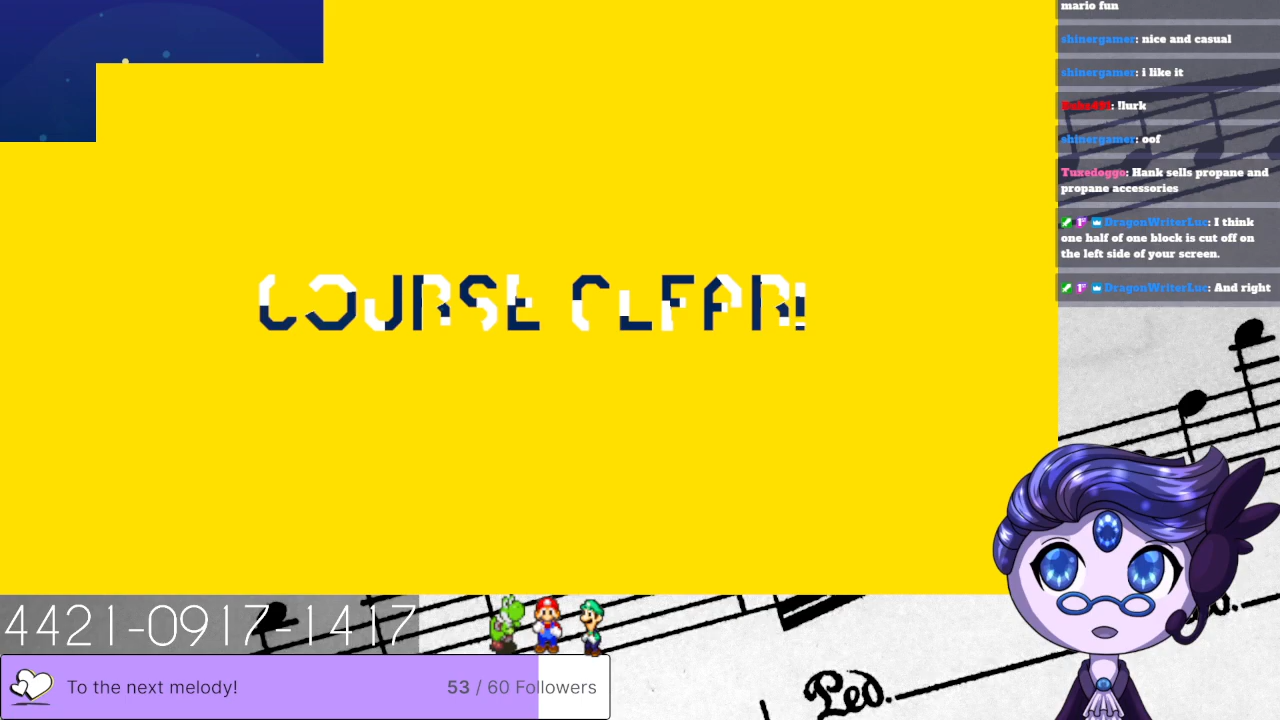 COURSE CLEAR!
mario fun
shinergamer: nice and casual
shinergamer: i like it
: !lurk
shinergamer: oof
Tuxedoggo: Hank sells propane and
propane accessories
DragonWriterLuc: I think
one half of one block is cut off on
the left side of your screen.
DragonWriterLuc: And right
4421-0917-1417
To the next melody!
53 / 60 Followers
Ped.